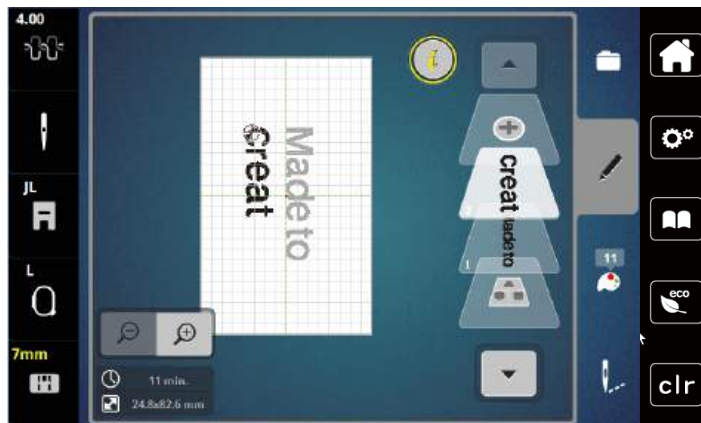 4.00
JL
L
7mm
Made to
Creat
i
creat
ade to
2
1
11
11 min.
24.8x82.6 mm
eco
clr